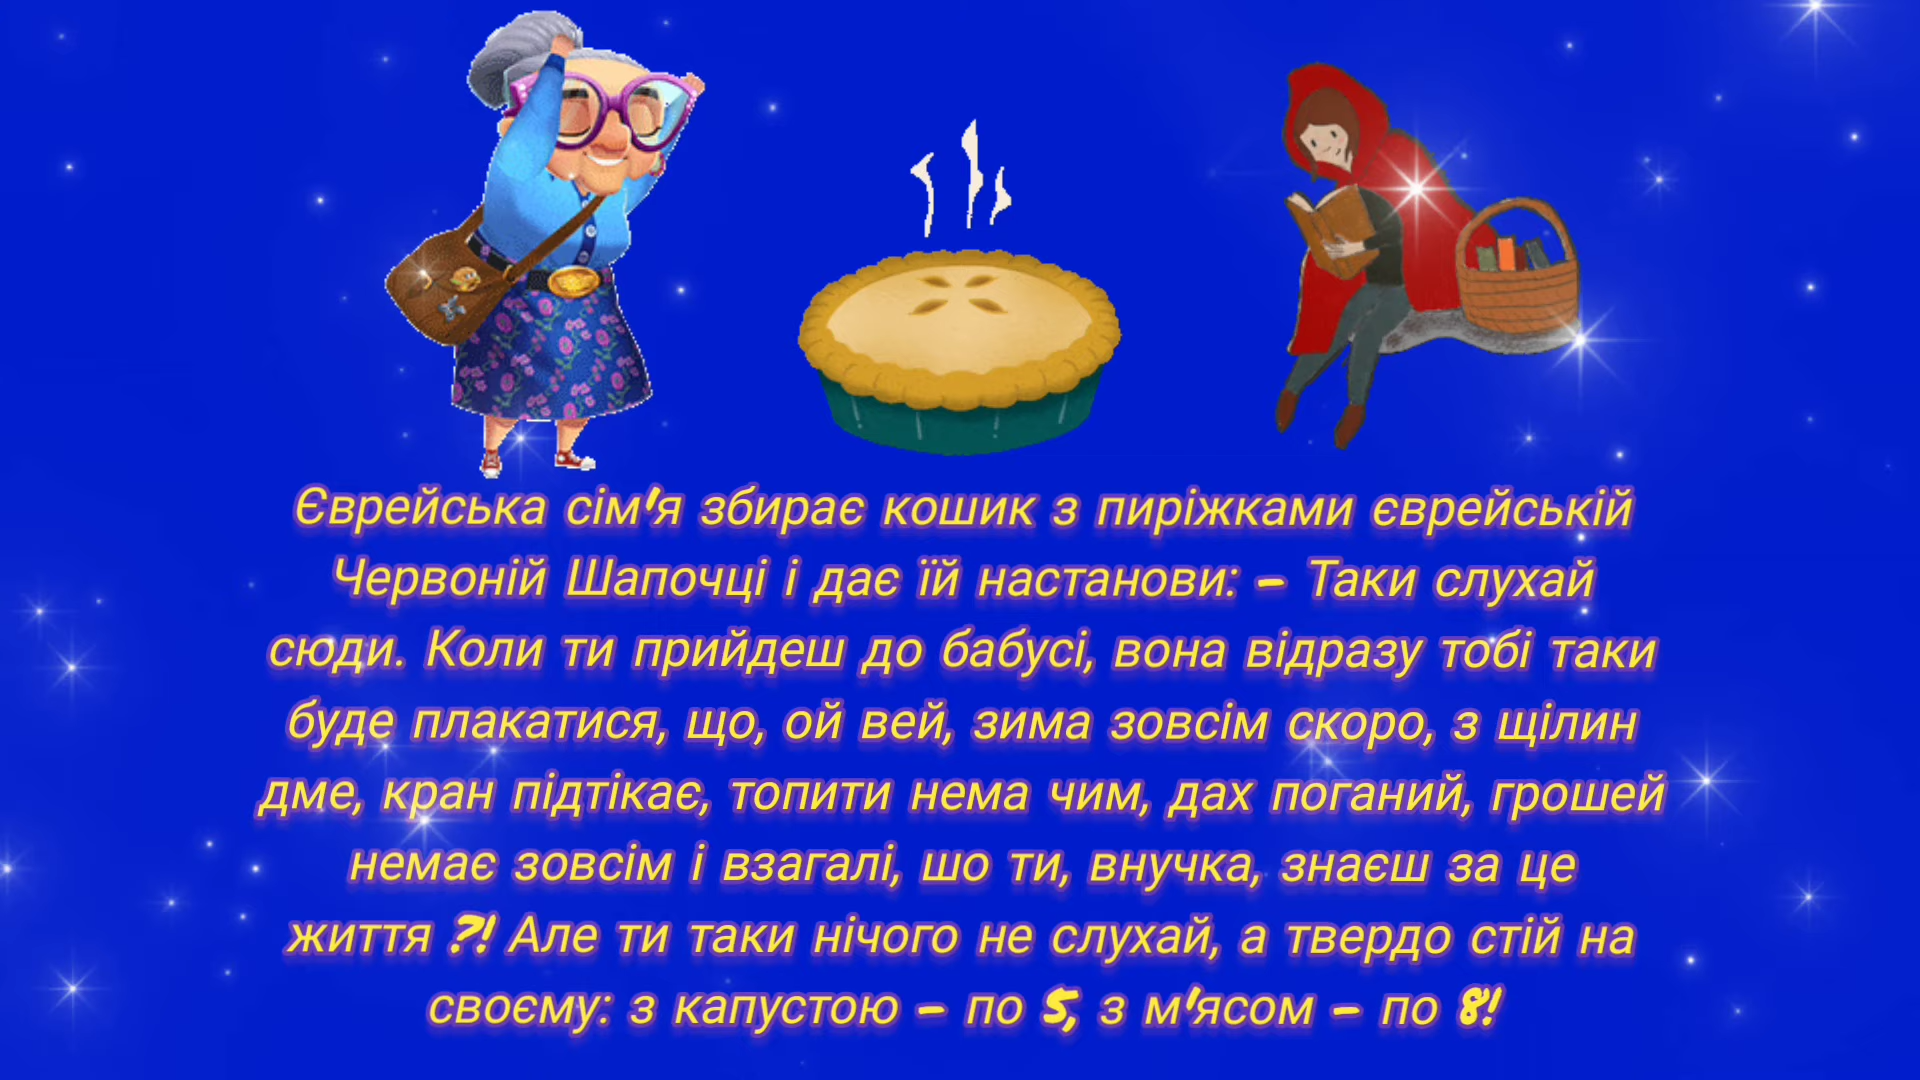 Єврейська сім'я збирає кошик з пиріжками єврейській
Червоній Шапочці і дає їй настанови: – Таки слухай
сюди. Коли ти прийдеш до бабусі, вона відразу тобі таки
буде плакатися, що, ой вей, зима зовсім скоро, з щілин
дме, кран підтікає, топити нема чим, дах поганий, грошей
немає зовсім і взагалі, шо ти, внучка, знаєш за це
життя ?! Але ти таки нічого не слухай, а твердо стій на
своєму: з капустою – по 5, з м'ясом – по 8!